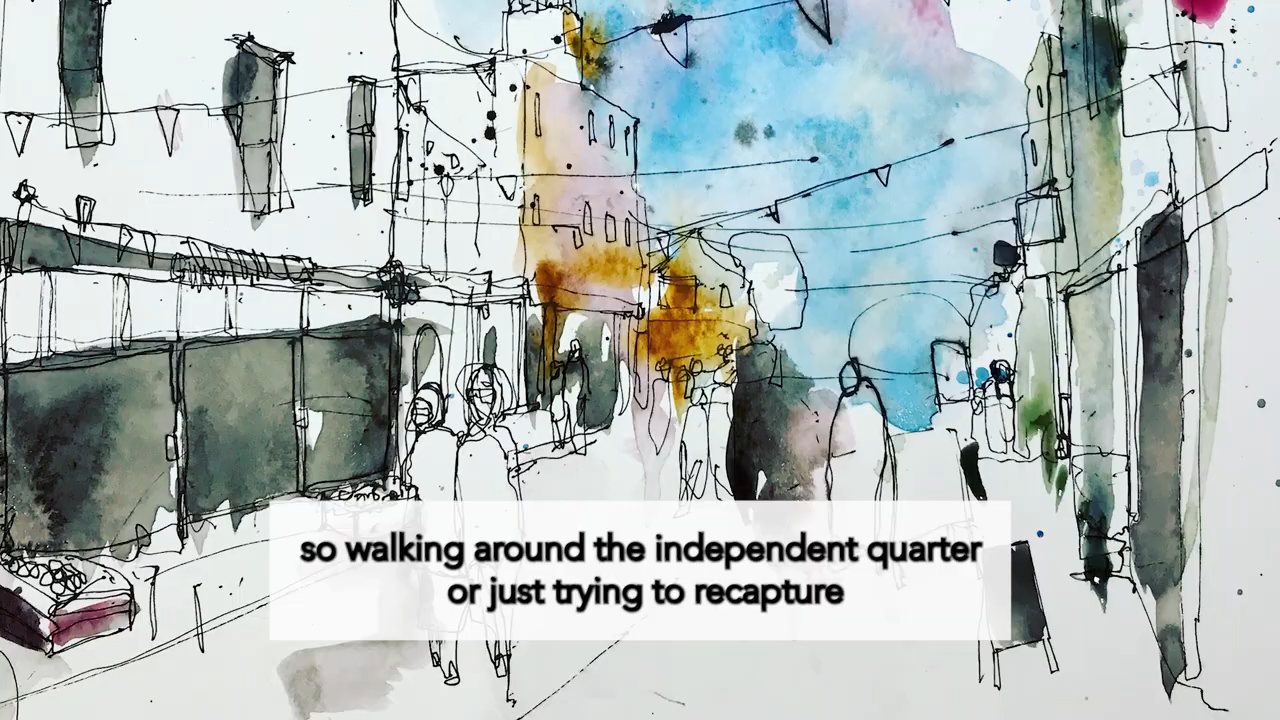 so walking around the independent quarter
or just trying to recapture